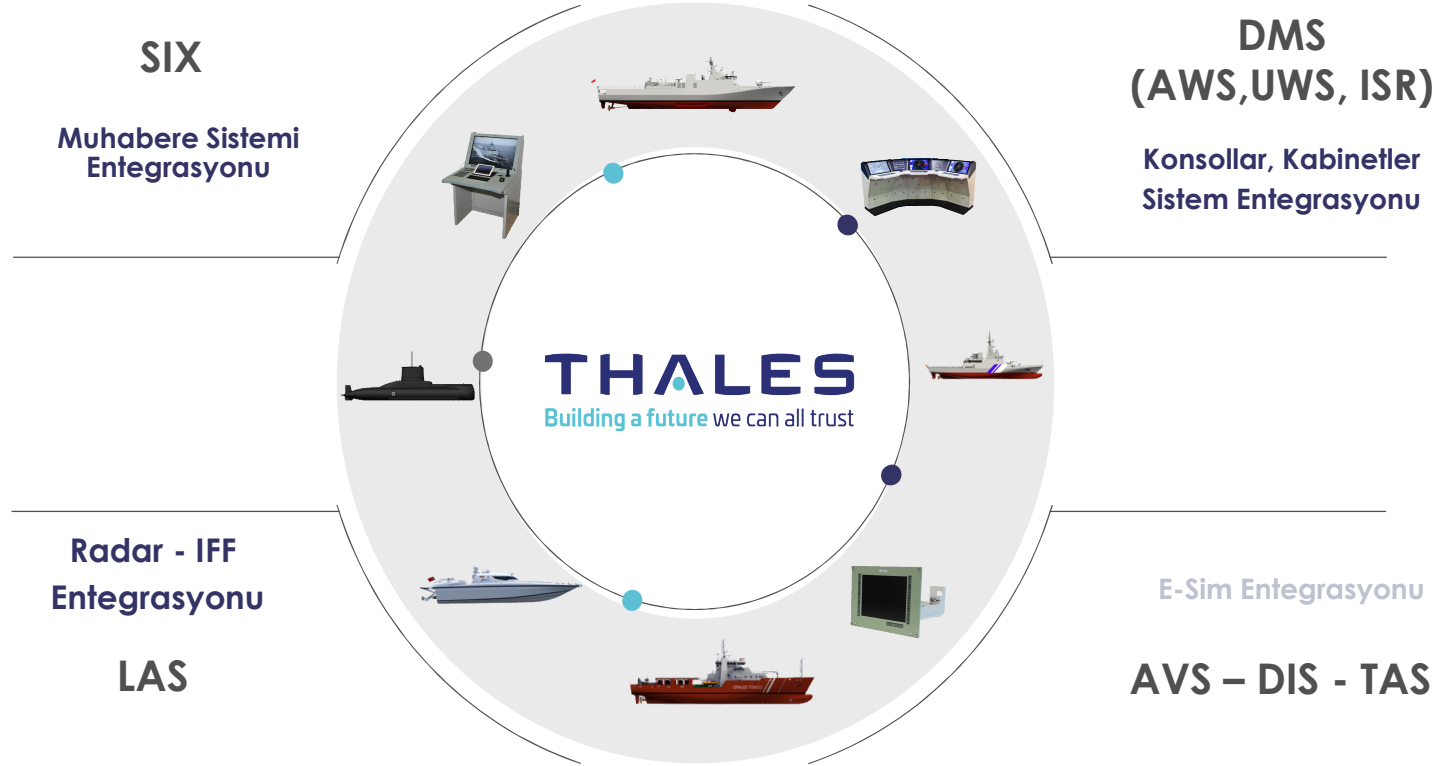 SIX
Muhabere Sistemi
Entegrasyonu
DMS
(AWS,UWS, ISR)
Konsollar, Kabinetler
Sistem Entegrasyonu
THALES
Building a future we can all trust
Radar - IFF
Entegrasyonu
LAS
E-Sim Entegrasyonu
AVS – DIS - TAS